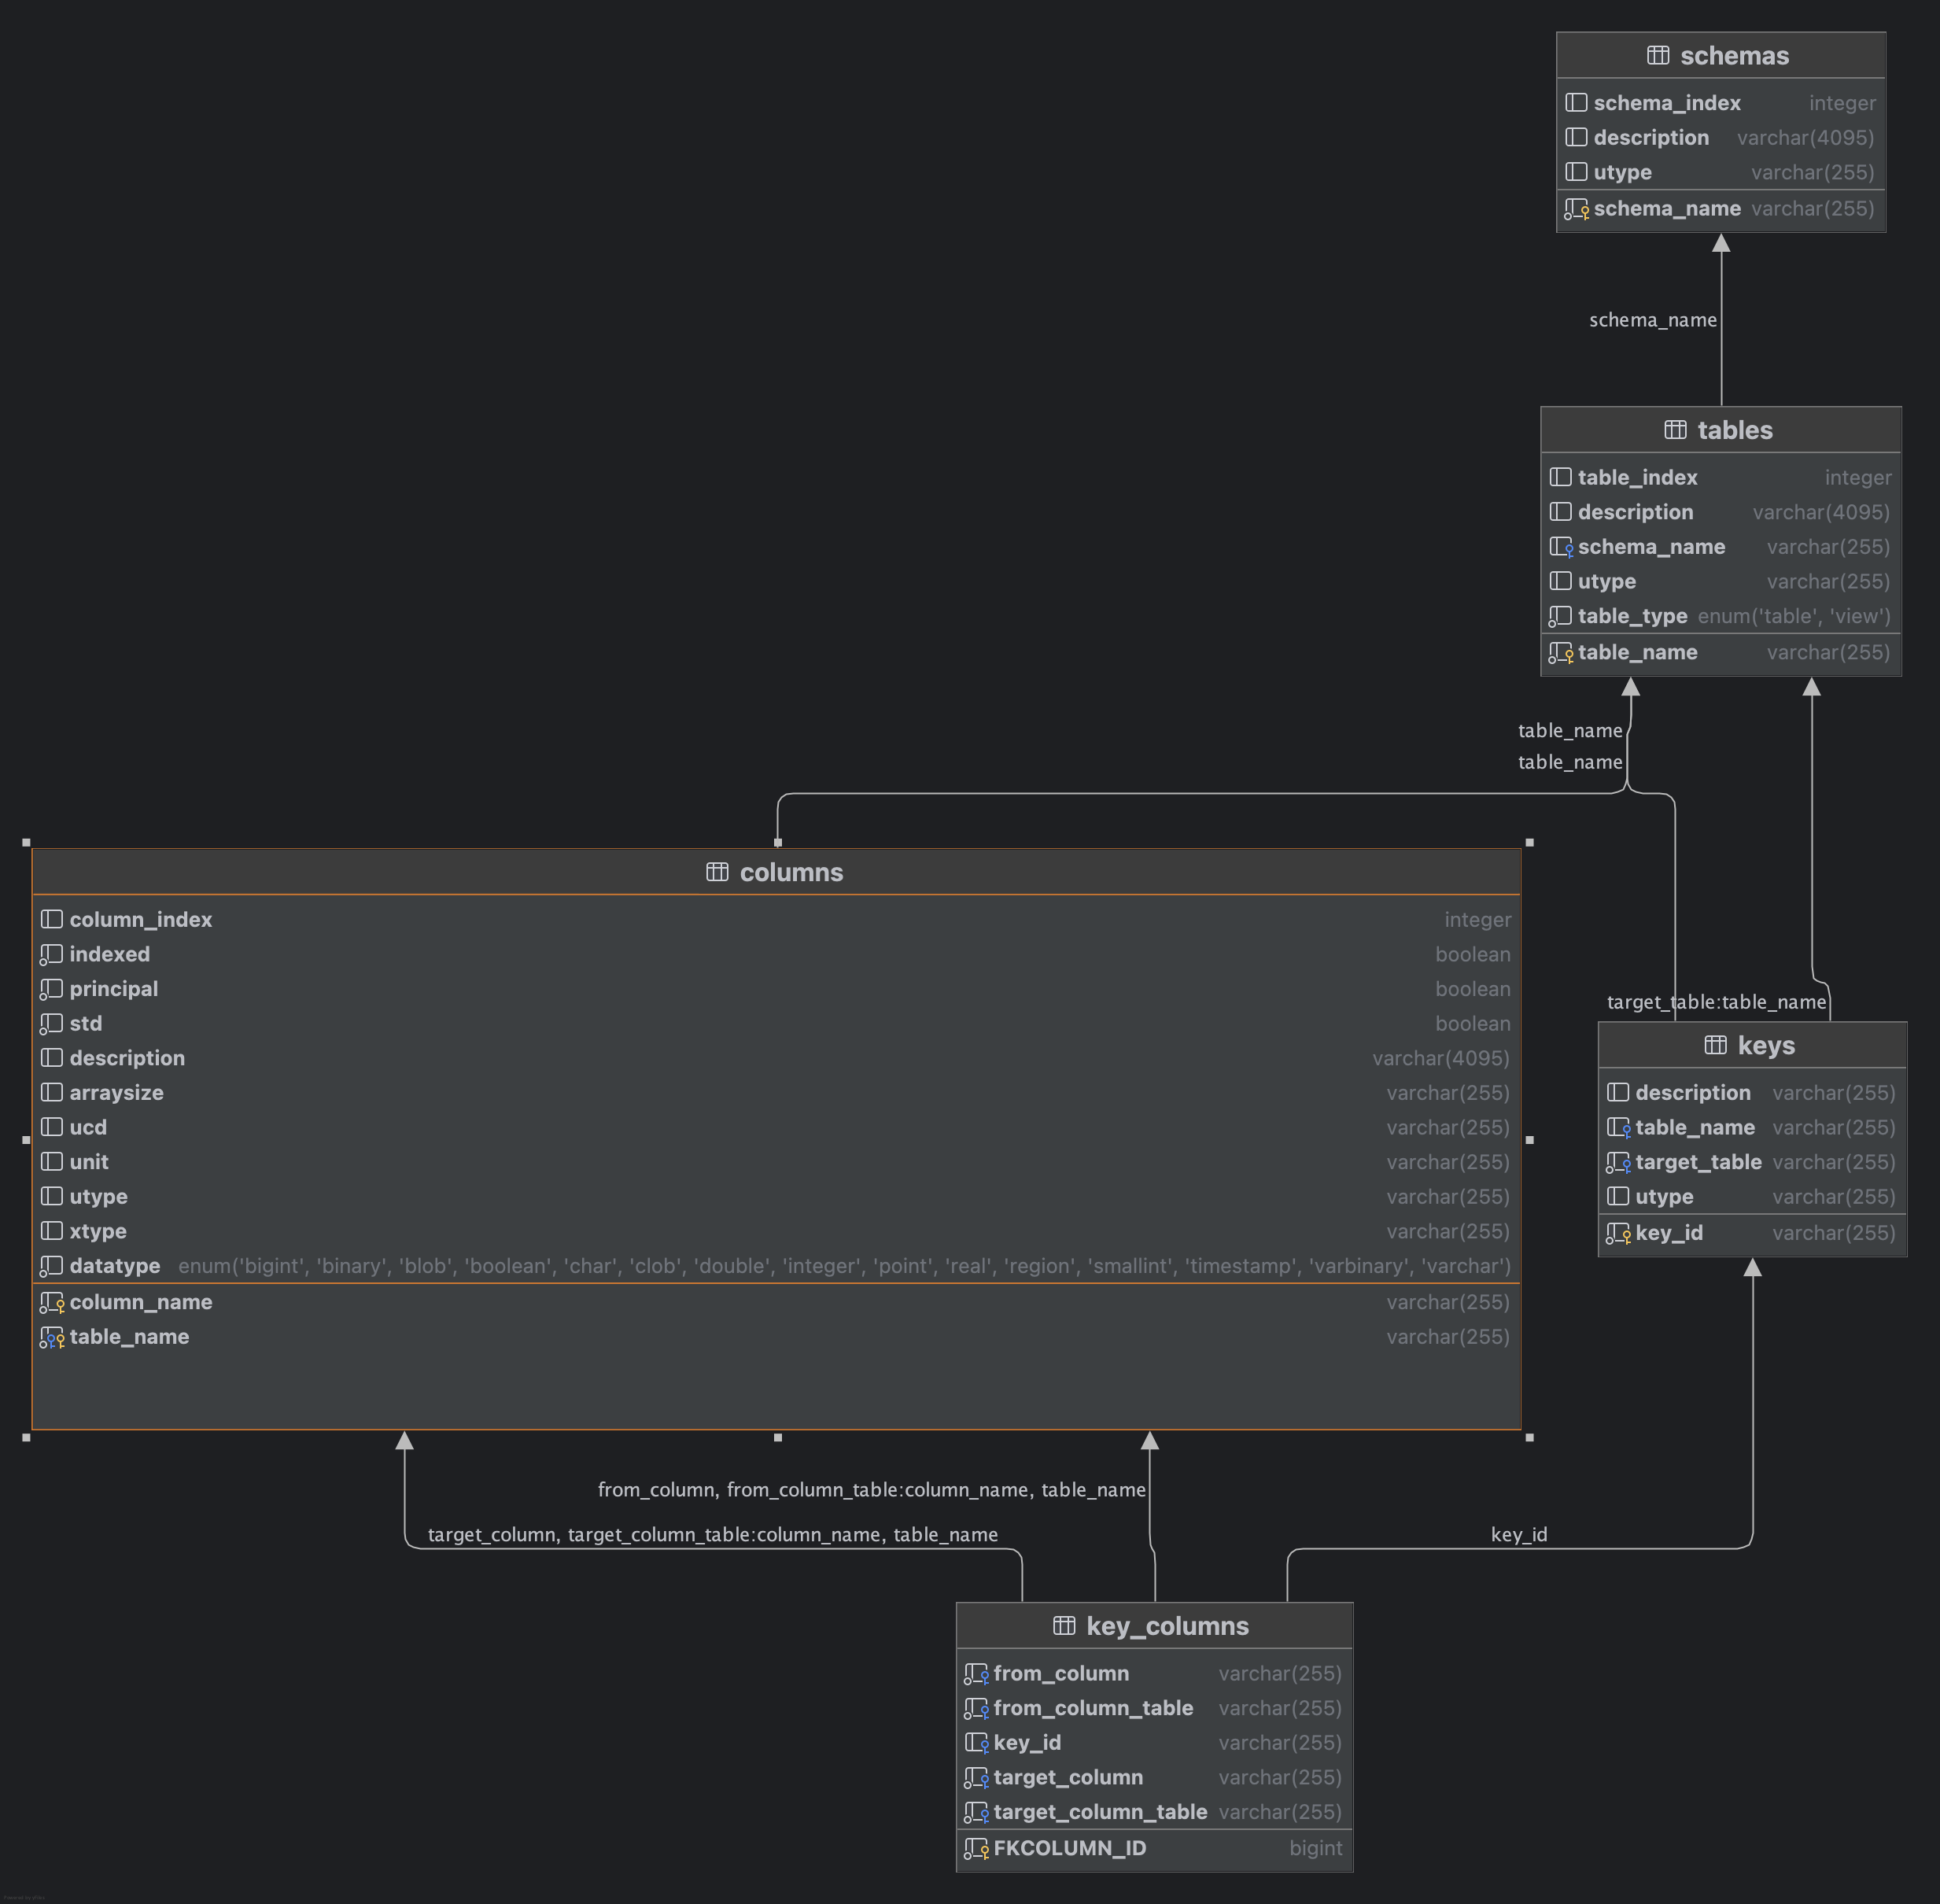 schemas
schema_index integer
description varchar(4095)
utype varchar(255)
schema_name varchar(255)
schema_name
tables
table_index integer
description varchar(4095)
schema_name varchar(255)
utype varchar(255)
table_type enum('table', 'view')
table_name varchar(255)
table_name
table_name
columns
column_index integer
indexed boolean
principal boolean
std boolean
description varchar(4095)
arraysize varchar(255)
ucd varchar(255)
unit varchar(255)
utype varchar(255)
xtype varchar(255)
datatype enum('bigint', 'binary', 'blob', 'boolean', 'char', 'clob', 'double', 'integer', 'point', 'real', 'region', 'smallint', 'timestamp', 'varbinary', 'varchar')
column_name varchar(255)
table_name varchar(255)
target_table:table_name
keys
description varchar(255)
table_name varchar(255)
target_table varchar(255)
utype varchar(255)
key_id varchar(255)
from_column, from_column_table:column_name, table_name
target_column, target_column_table:column_name, table_name
key_id
key_columns
from_column varchar(255)
from_column_table varchar(255)
key_id varchar(255)
target_column varchar(255)
target_column_table varchar(255)
FKCOLUMN_ID bigint